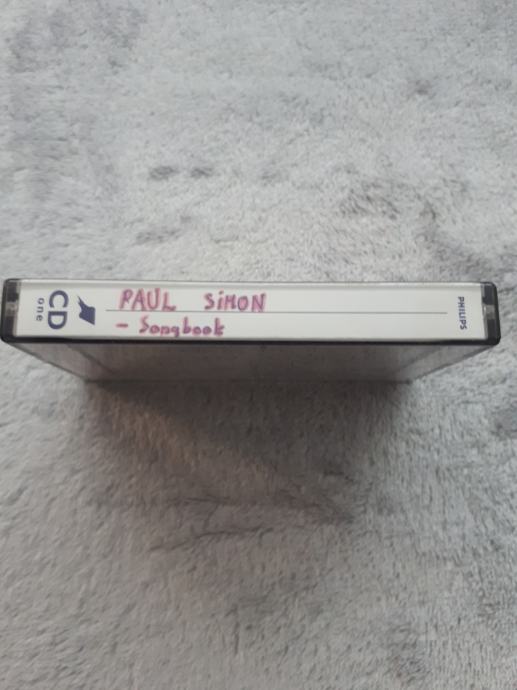 CD
one
PAUL SiMON
- Songbook
PHILIPS